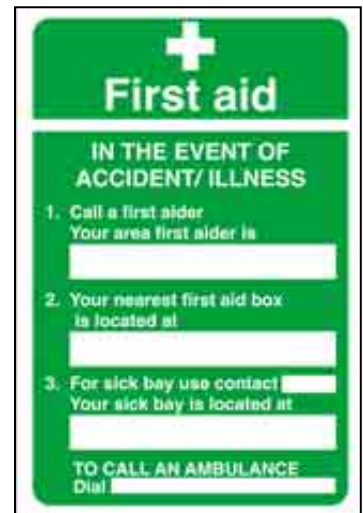 First aid
IN THE EVENT OF
ACCIDENT/ ILLNESS
1. Call a first aider
Your area first aider is
2. Your nearest first aid box
is located at
3. For sick bay use contact
Your sick bay is located at
TO CALL AN AMBULANCE
Dial